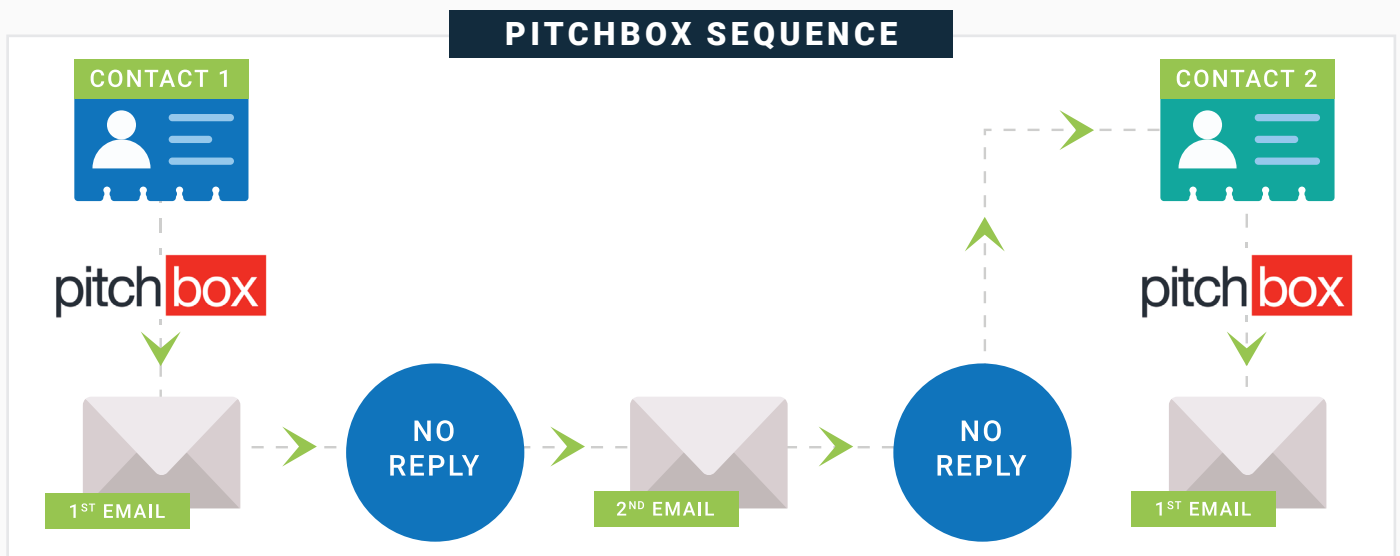 PITCHBOX SEQUENCE
CONTACT 1
CONTACT 2
pitchbox
pitchbox
NO
REPLY
NO
REPLY
1ST EMAIL
2ND EMAIL
1ST EMAIL